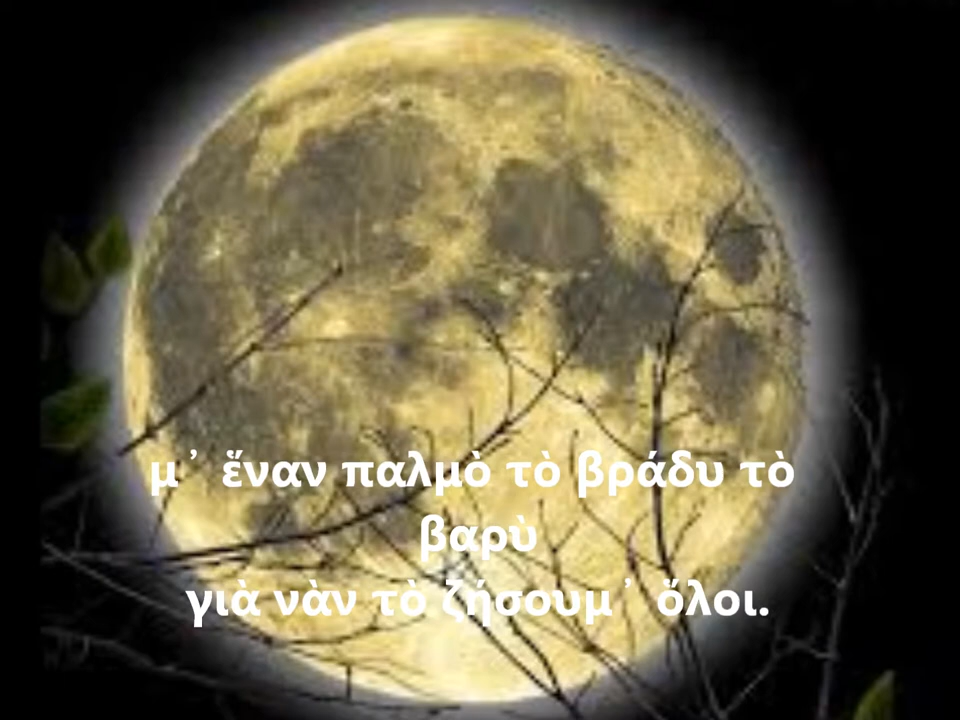 μ᾿ ἕναν παλμὸ τὸ βράδυ τὸ
βαρὺ
γιὰ νὰν τὸ ζήσουμ᾿ ὅλοι.